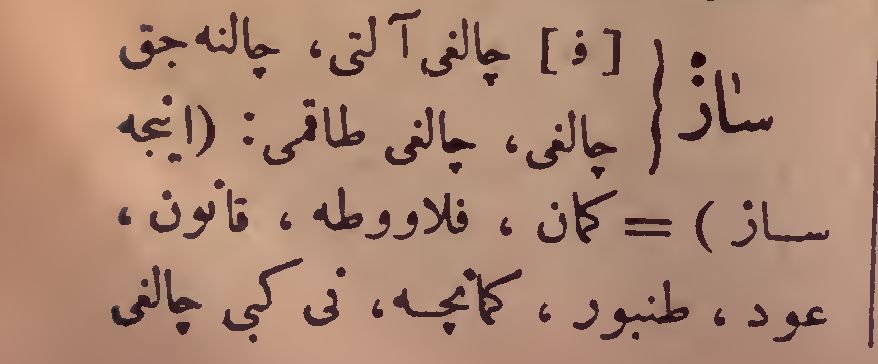 ساز { [ ف ] چالغی آلتی، چالنه جق
چالغی، چالغی طاقمی : (اینجه
ساز ) = کمان ، فلاووطه ، قانون ،
عود ، طنبور ، کمانچه، نی کبی چالغی